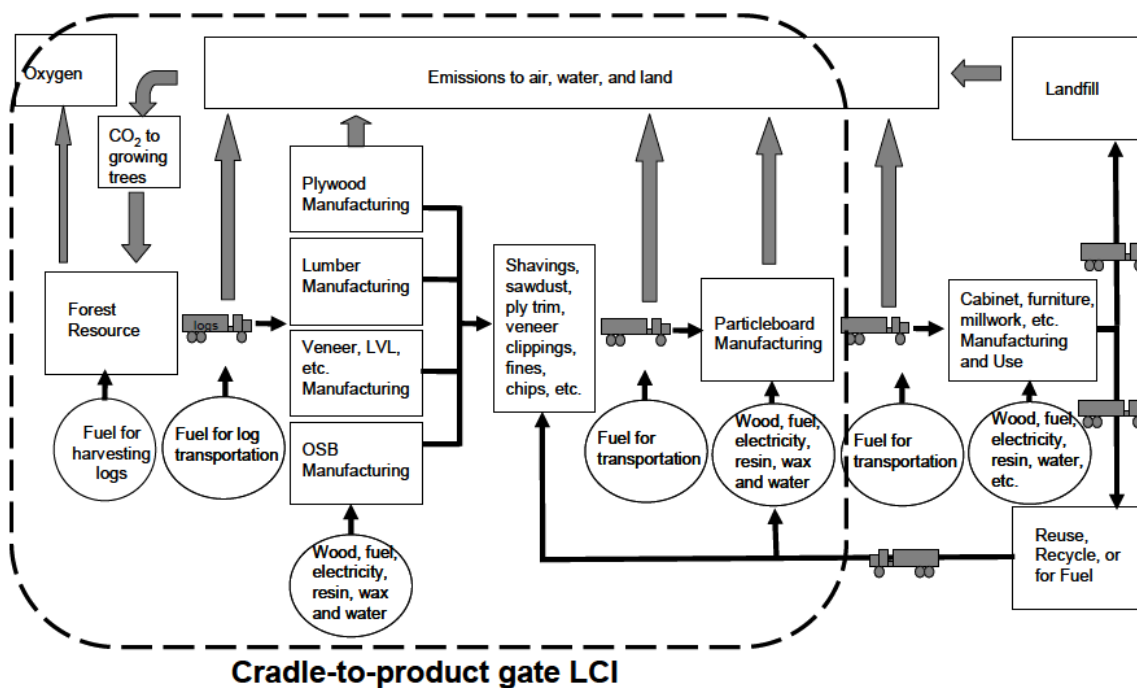 Oxygen
Emissions to air, water, and land
Landfill
CO₂ to
growing
trees
Plywood
Manufacturing
Lumber
Manufacturing
Veneer, LVL,
etc.
Manufacturing
OSB
Manufacturing
Forest
Resource
logs
Shavings,
sawdust,
ply trim,
veneer
clippings,
fines,
chips, etc.
Particleboard
Manufacturing
Cabinet, furniture,
millwork, etc.
Manufacturing
and Use
Fuel for
harvesting
logs
Fuel for log
transportation
Wood, fuel,
electricity,
resin, wax
and water
Fuel for
transportation
Wood, fuel,
electricity,
resin, wax
and water
Fuel for
transportation
Wood, fuel,
electricity,
resin, water,
etc.
Reuse,
Recycle, or
for Fuel
Cradle-to-product gate LCI